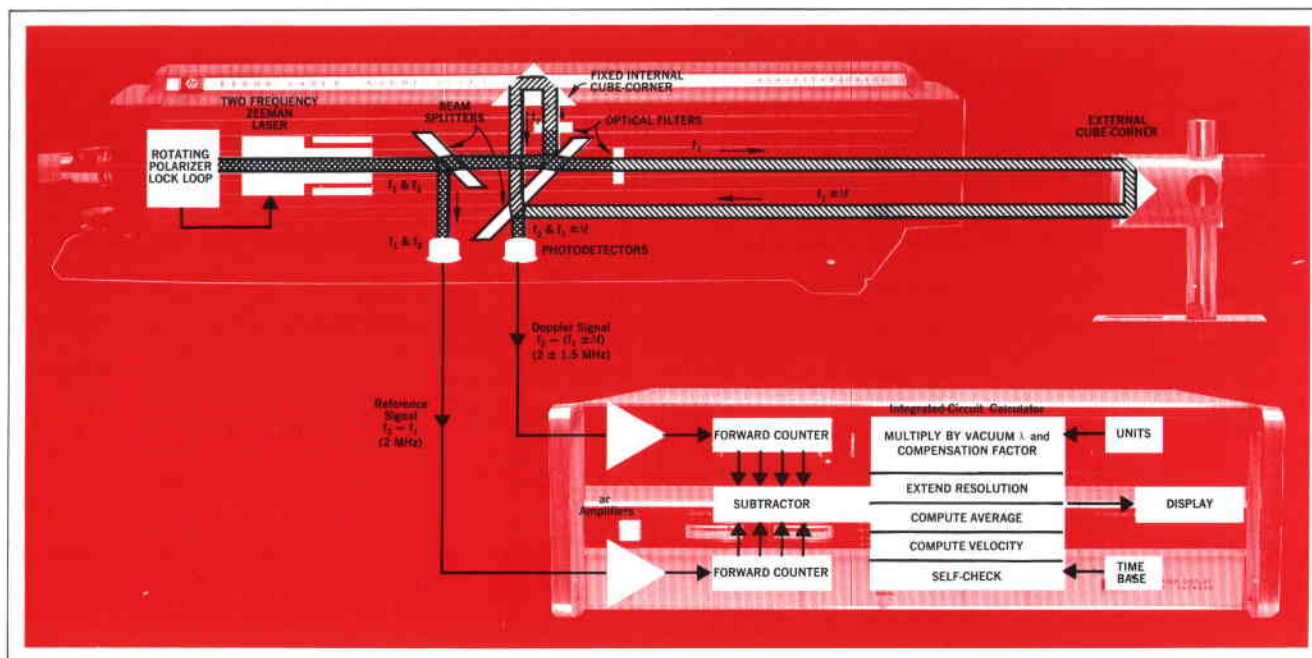 FIXED INTERNAL
CUBE-CORNER
TWO FREQUENCY
ZEEMAN
LASER
BEAM
SPLITTERS
OPTICAL FILTERS
EXTERNAL
CUBE-CORNER
ROTATING
POLARIZER
LOCK LOOP
f₁
f₁ & f₂
f₁ ± Δf
f₁ & f₂
f₂ & f₁ ± Δf
PHOTODETECTORS
Doppler Signal
f₂ − (f₁ ± Δf)
(2 ± 1.5 MHz)
Reference
Signal
f₂ − f₁
(2 MHz)
Integrated-Circuit Calculator
FORWARD COUNTER
MULTIPLY BY VACUUM λ and
COMPENSATION FACTOR
UNITS
EXTEND RESOLUTION
ac
Amplifiers
SUBTRACTOR
DISPLAY
COMPUTE AVERAGE
COMPUTE VELOCITY
FORWARD COUNTER
SELF-CHECK
TIME
BASE